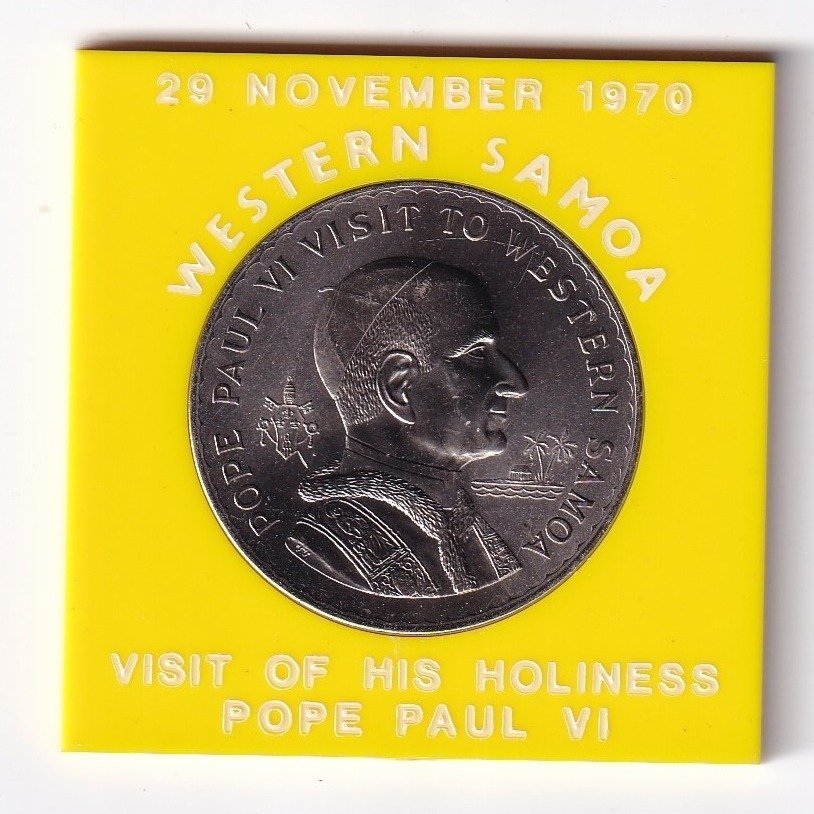 29 NOVEMBER 1970
WESTERN SAMOA
POPE PAUL VI VISIT TO WESTERN SAMOA
VISIT OF HIS HOLINESS
POPE PAUL VI